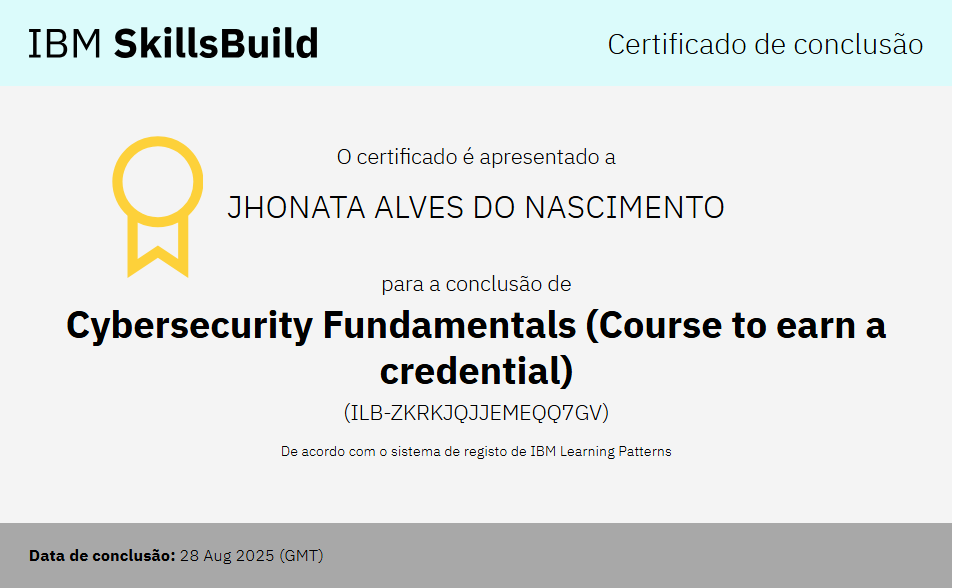 IBM SkillsBuild
Certificado de conclusão
O certificado é apresentado a
JHONATA ALVES DO NASCIMENTO
para a conclusão de
Cybersecurity Fundamentals (Course to earn a
credential)
(ILB-ZKRKJQJJEMEQQ7GV)
De acordo com o sistema de registo de IBM Learning Patterns
Data de conclusão: 28 Aug 2025 (GMT)